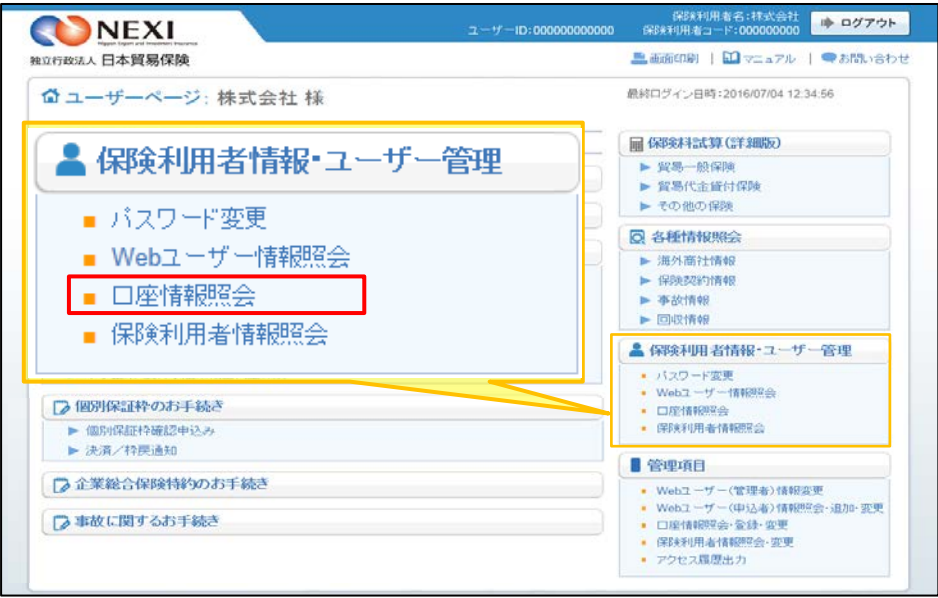 NEXI
Nippon Export and Investment Insurance
独立行政法人 日本貿易保険
ユーザーID:000000000000
保険利用者名:株式会社
保険利用者コード:000000000
ログアウト
画面印刷 | マニュアル | お問い合わせ
ユーザーページ: 株式会社 様
最終ログイン日時:2016/07/04 12:34:56
保険利用者情報・ユーザー管理
パスワード変更
Webユーザー情報照会
口座情報照会
保険利用者情報照会
個別保証枠のお手続き
個別保証枠確認申込み
決済/枠戻通知
企業総合保険特約のお手続き
事故に関するお手続き
保険料試算(詳細版)
貿易一般保険
貿易代金貸付保険
その他の保険
各種情報照会
海外商社情報
保険契約情報
事故情報
回収情報
保険利用者情報・ユーザー管理
パスワード変更
Webユーザー情報照会
口座情報照会
保険利用者情報照会
管理項目
Webユーザー(管理者)情報変更
Webユーザー(申込者)情報照会・追加・変更
口座情報照会・登録・変更
保険利用者情報照会・変更
アクセス履歴出力